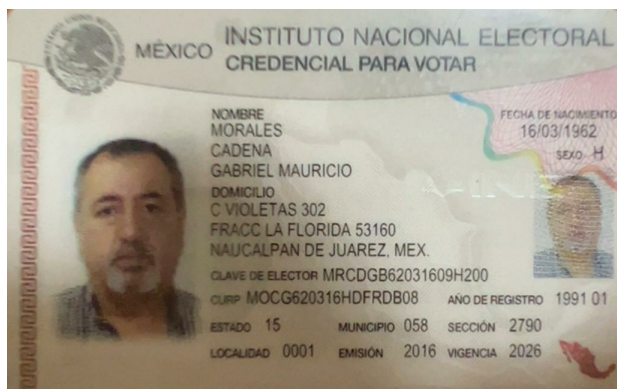 MÉXICO INSTITUTO NACIONAL ELECTORAL
CREDENCIAL PARA VOTAR
NOMBRE
MORALES
CADENA
GABRIEL MAURICIO
FECHA DE NACIMIENTO
16/03/1962
SEXO H
DOMICILIO
C VIOLETAS 302
FRACC LA FLORIDA 53160
NAUCALPAN DE JUAREZ, MEX.
CLAVE DE ELECTOR MRCDGB62031609H200
CURP MOCG620316HDFRDB08 AÑO DE REGISTRO 1991 01
ESTADO 15 MUNICIPIO 058 SECCIÓN 2790
LOCALIDAD 0001 EMISIÓN 2016 VIGENCIA 2026